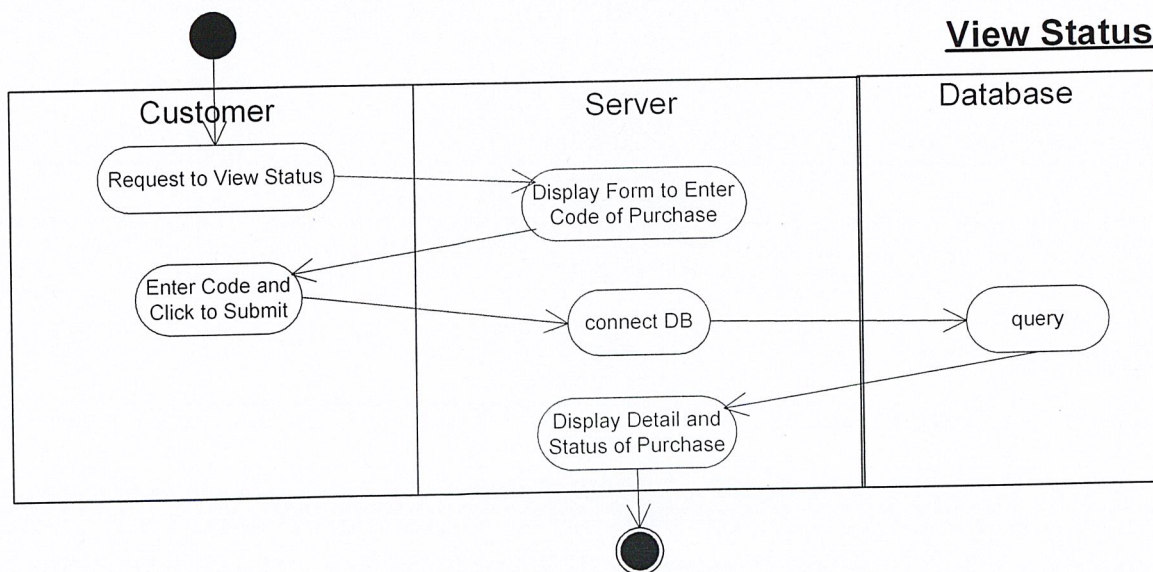 View Status
Customer
Server
Database
Request to View Status
Display Form to Enter
Code of Purchase
Enter Code and
Click to Submit
connect DB
query
Display Detail and
Status of Purchase